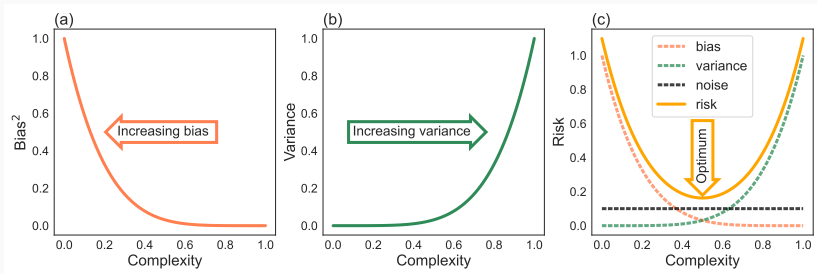 (a)
1.0
0.8
0.6
0.4
0.2
0.0
Bias²
Increasing bias
0.0 0.2 0.4 0.6 0.8 1.0
Complexity
(b)
1.0
0.8
0.6
0.4
0.2
0.0
Variance
Increasing variance
0.0 0.2 0.4 0.6 0.8 1.0
Complexity
(c)
1.0
0.8
0.6
0.4
0.2
0.0
Risk
bias
variance
noise
risk
Optimum
0.0 0.2 0.4 0.6 0.8 1.0
Complexity